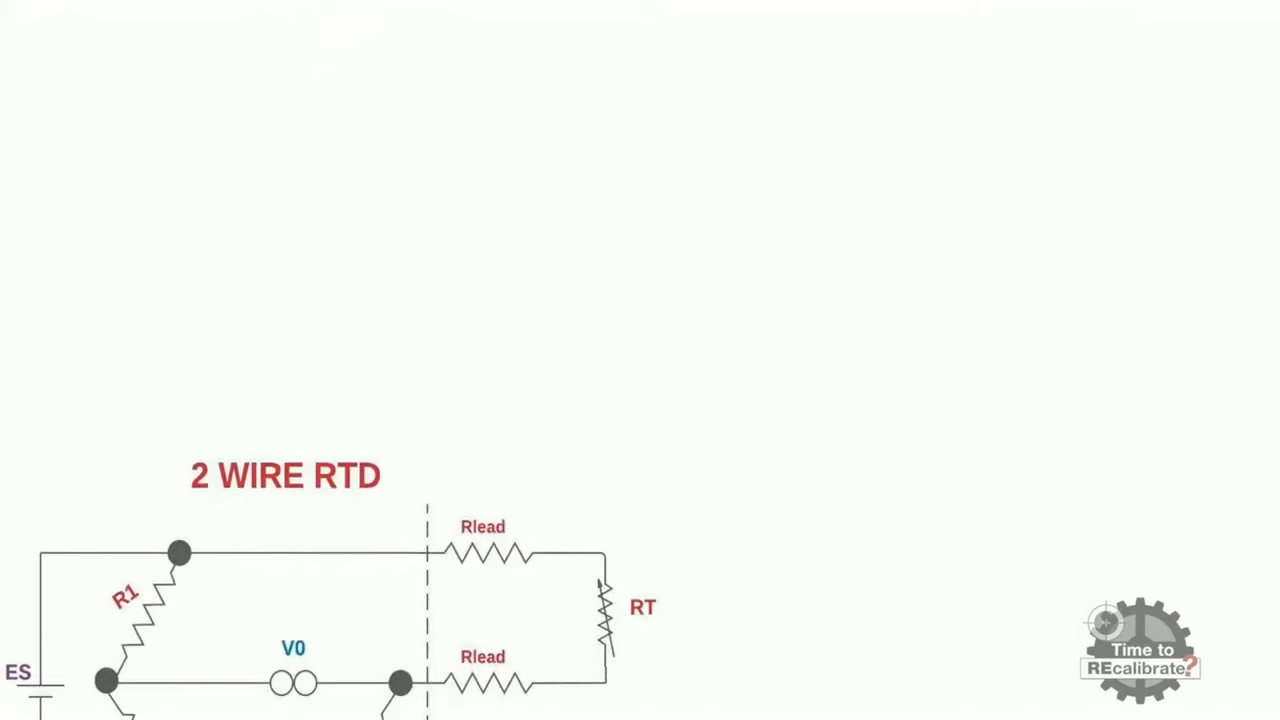 2 WIRE RTD
Rlead
R1
RT
V0
Rlead
ES
Time to
REcalibrate?